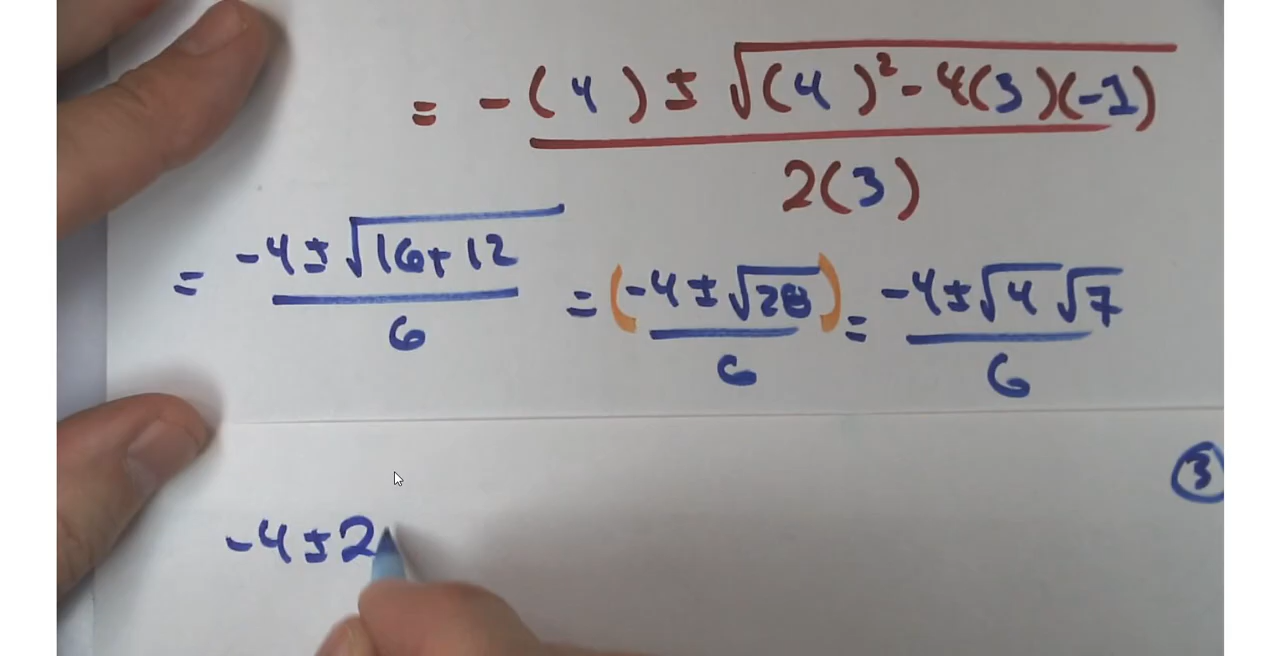 = -(4) ± √(4)² - 4(3)(-1)
2(3)
= -4 ± √16+12 / 6 = (-4 ± √28) / 6 = -4 ± √4 √7 / 6
③
-4 ± 2